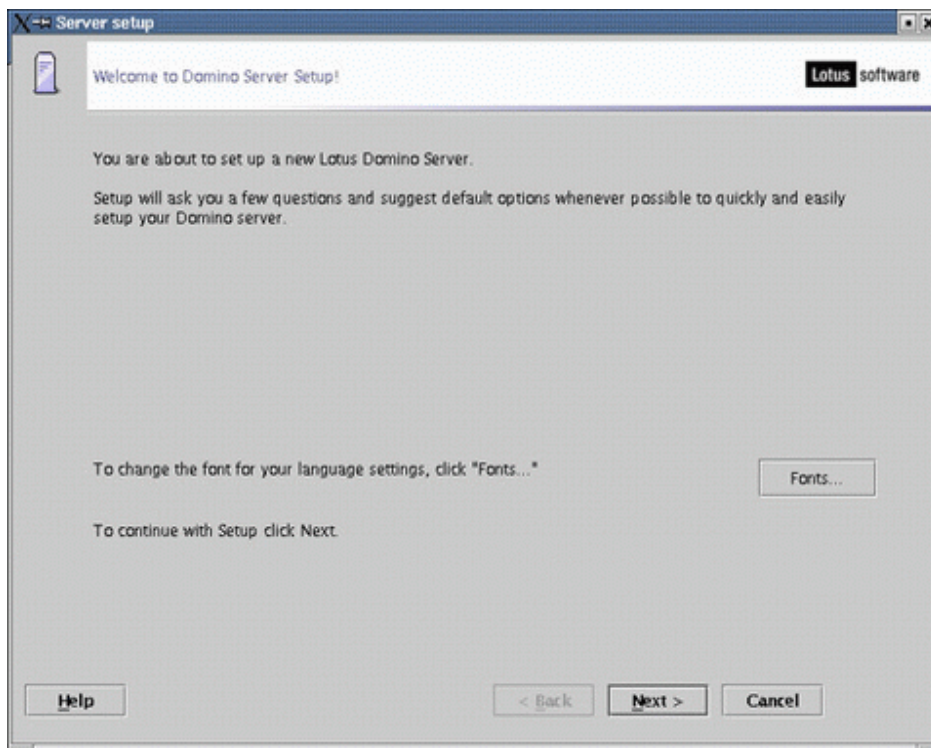 Server setup
Welcome to Domino Server Setup!
Lotus software
You are about to set up a new Lotus Domino Server.
Setup will ask you a few questions and suggest default options whenever possible to quickly and easily
setup your Domino server.
To change the font for your language settings, click "Fonts..."
Fonts...
To continue with Setup click Next.
Help
< Back
Next >
Cancel